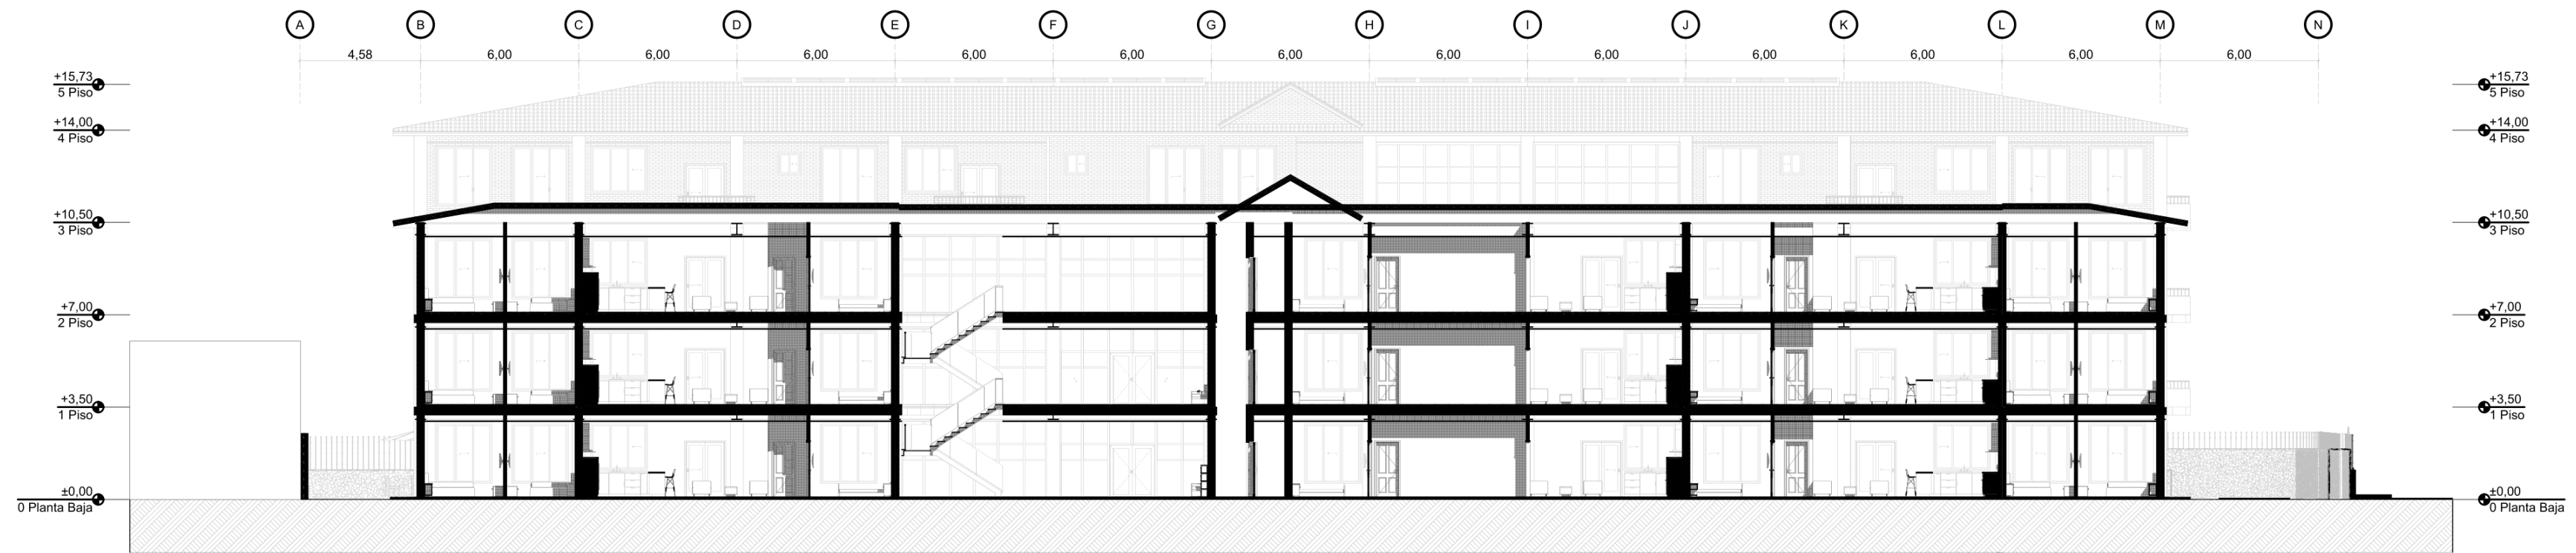 A B C D E F G H I J K L M N
4,58 6,00 6,00 6,00 6,00 6,00 6,00 6,00 6,00 6,00 6,00 6,00 6,00
+15,73 +15,73
5 Piso 5 Piso
+14,00 +14,00
4 Piso 4 Piso
+10,50 +10,50
3 Piso 3 Piso
+7,00 +7,00
2 Piso 2 Piso
+3,50 +3,50
1 Piso 1 Piso
±0,00 ±0,00
0 Planta Baja 0 Planta Baja